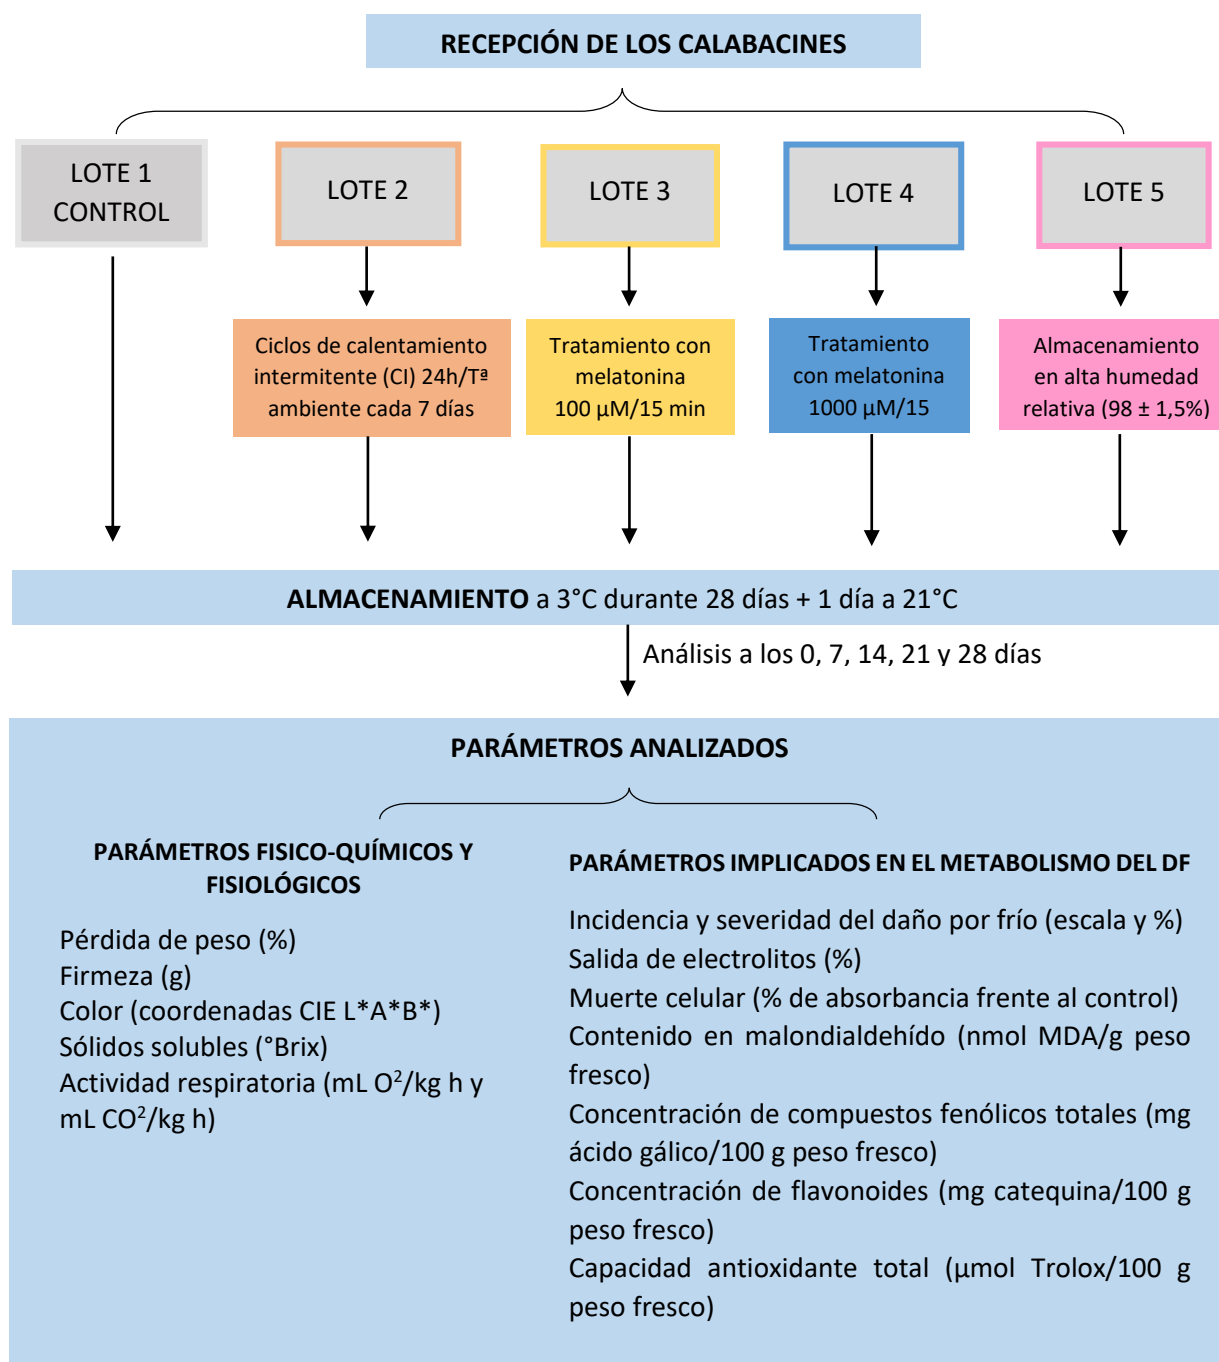 RECEPCIÓN DE LOS CALABACINES
LOTE 1
CONTROL
LOTE 2
LOTE 3
LOTE 4
LOTE 5
Ciclos de calentamiento
intermitente (CI) 24h/Tª
ambiente cada 7 días
Tratamiento con
melatonina
100 µM/15 min
Tratamiento
con melatonina
1000 µM/15
Almacenamiento
en alta humedad
relativa (98 ± 1,5%)
ALMACENAMIENTO a 3°C durante 28 días + 1 día a 21°C
Análisis a los 0, 7, 14, 21 y 28 días
PARÁMETROS ANALIZADOS
PARÁMETROS FISICO-QUÍMICOS Y
FISIOLÓGICOS
Pérdida de peso (%)
Firmeza (g)
Color (coordenadas CIE L*A*B*)
Sólidos solubles (°Brix)
Actividad respiratoria (mL O²/kg h y
mL CO²/kg h)
PARÁMETROS IMPLICADOS EN EL METABOLISMO DEL DF
Incidencia y severidad del daño por frío (escala y %)
Salida de electrolitos (%)
Muerte celular (% de absorbancia frente al control)
Contenido en malondialdehído (nmol MDA/g peso
fresco)
Concentración de compuestos fenólicos totales (mg
ácido gálico/100 g peso fresco)
Concentración de flavonoides (mg catequina/100 g
peso fresco)
Capacidad antioxidante total (µmol Trolox/100 g
peso fresco)